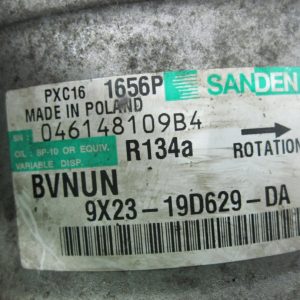 PXC16 1656P SANDEN
MADE IN POLAND
S/N : 046148109B4
OIL : SP-10 OR EQUIV.
VARIABLE DISP.
R134a ROTATION
BVNUN
9X23-19D629-DA